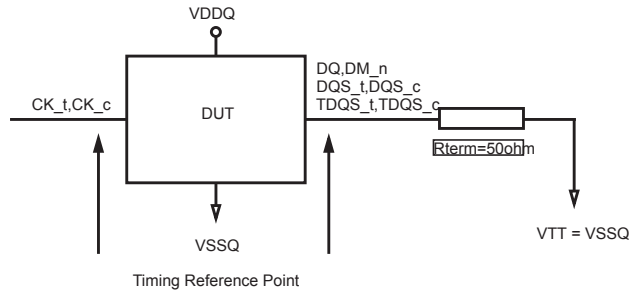 VDDQ
DQ,DM_n
DQS_t,DQS_c
TDQS_t,TDQS_c
CK_t,CK_c
DUT
Rterm=50ohm
VSSQ
VTT = VSSQ
Timing Reference Point